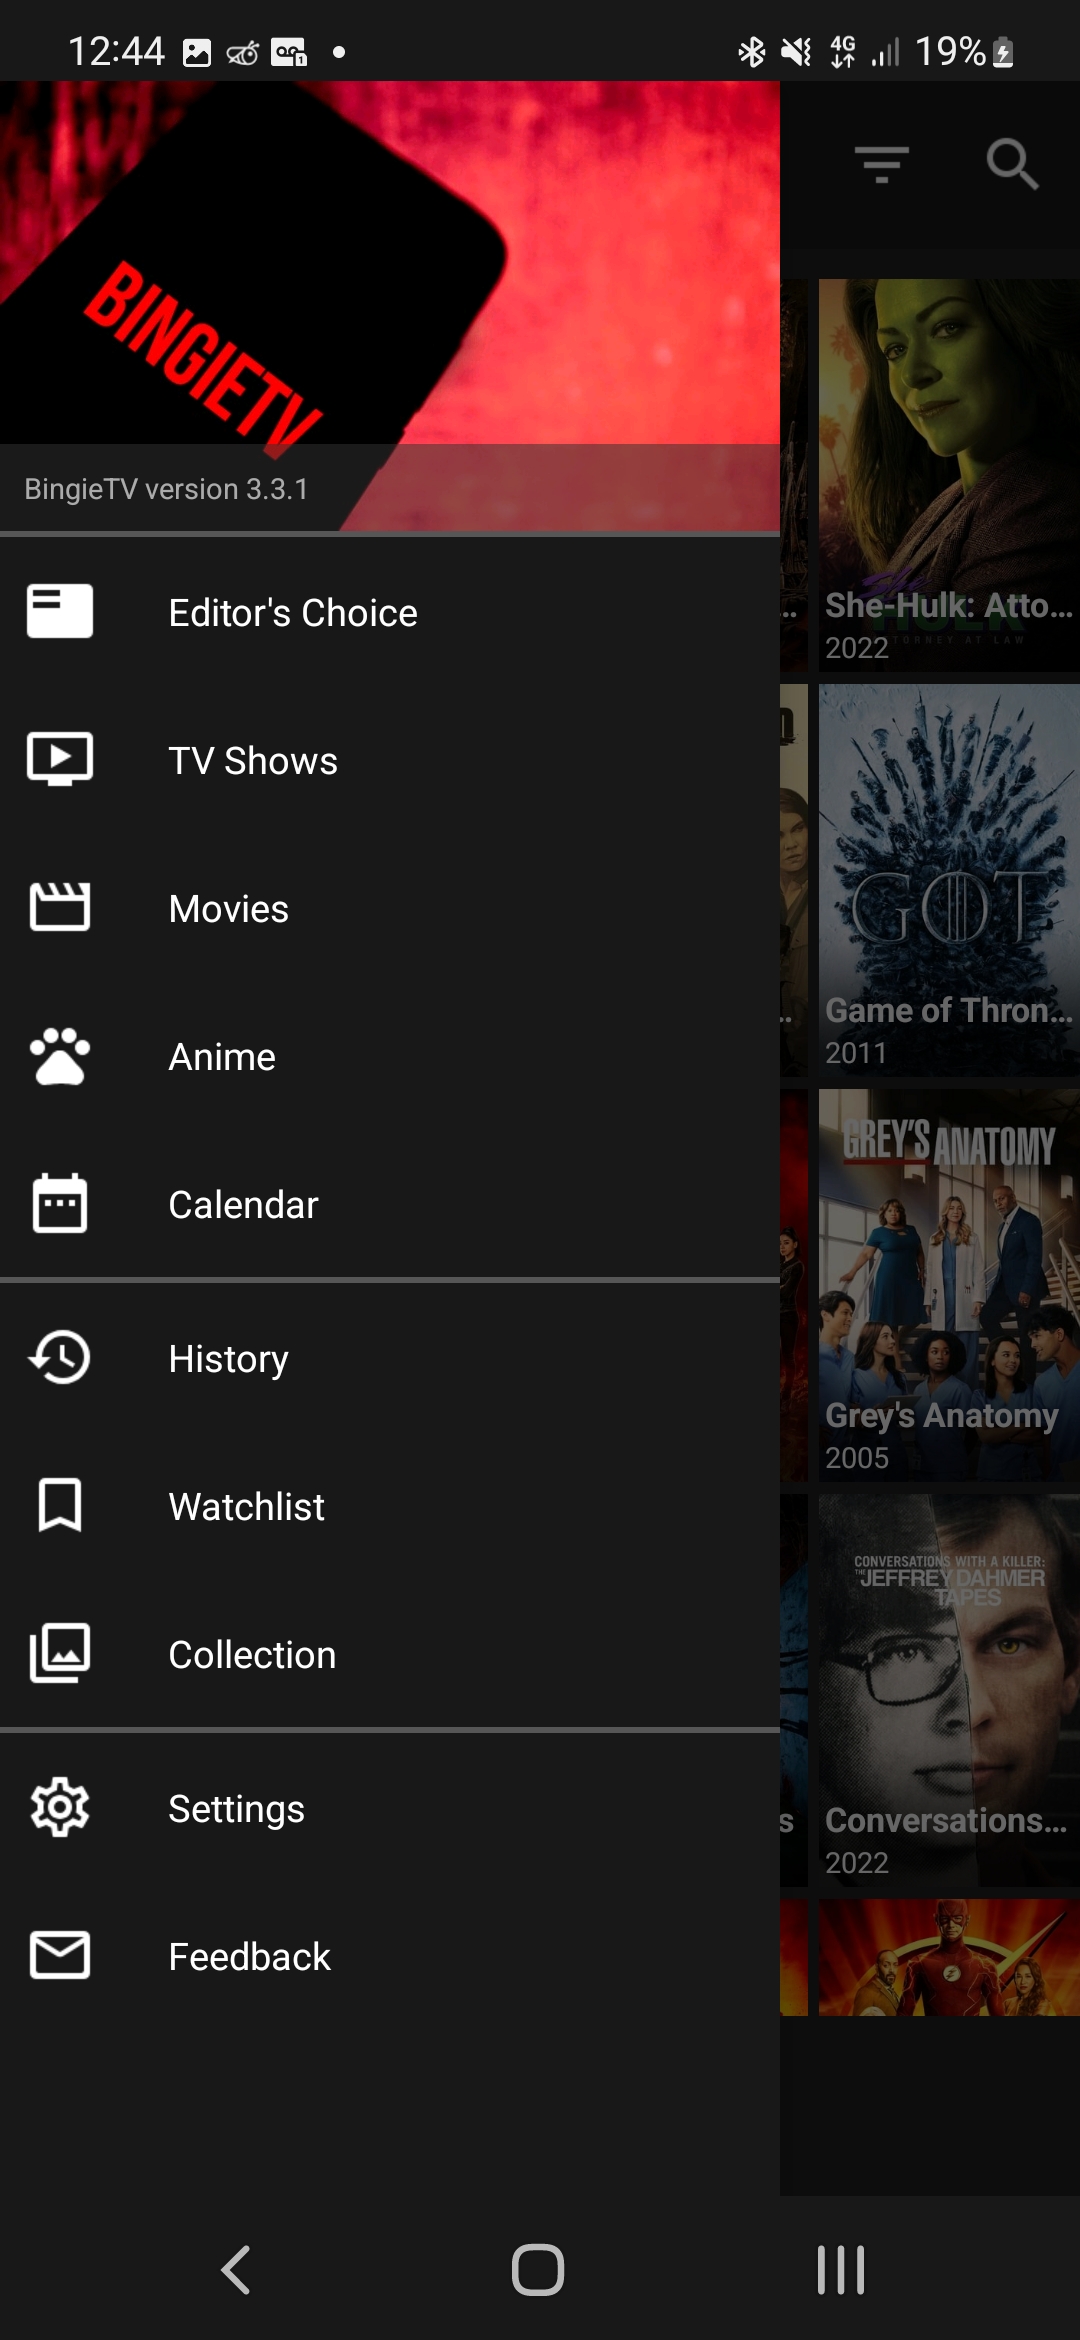 12:44
4G
19%
BINGIETV
BingieTV version 3.3.1
Editor's Choice
TV Shows
Movies
Anime
Calendar
History
Watchlist
Collection
Settings
Feedback
She-Hulk: Atto...
2022
GOT
Game of Thron...
2011
GREY'S ANATOMY
Grey's Anatomy
2005
CONVERSATIONS WITH A KILLER:
THE JEFFREY DAHMER
TAPES
Conversations...
2022